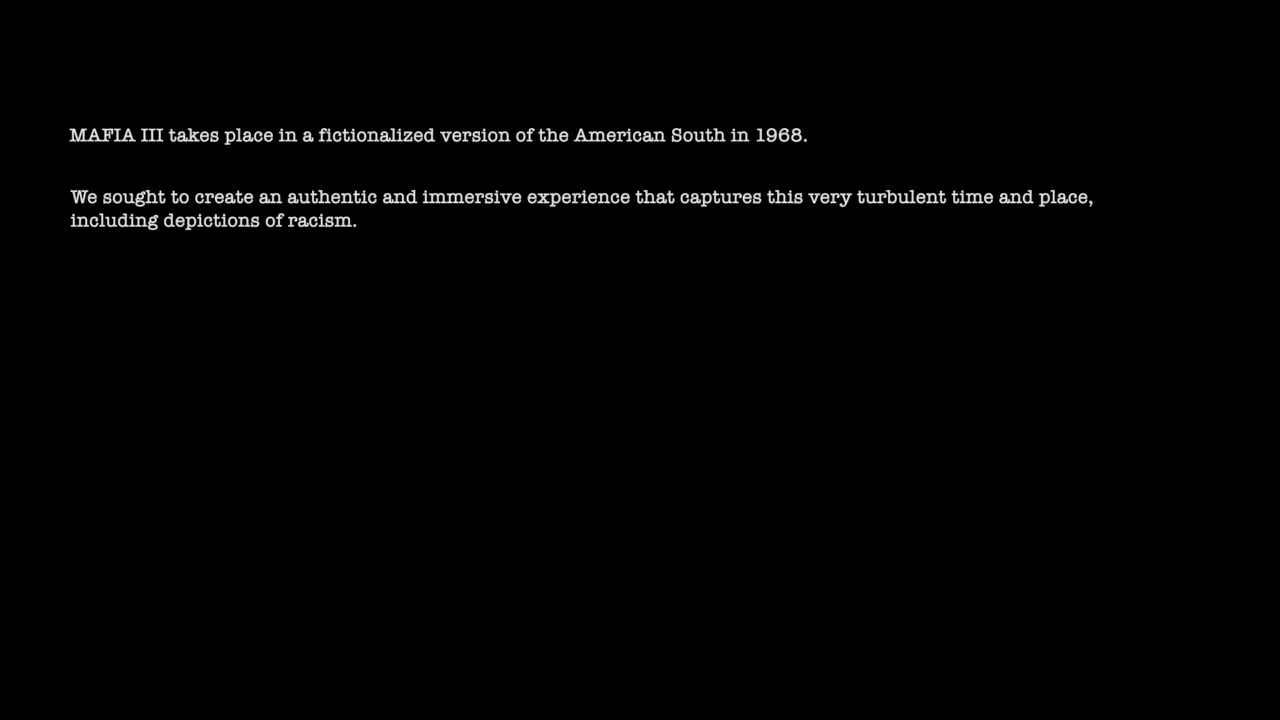 MAFIA III takes place in a fictionalized version of the American South in 1968.
We sought to create an authentic and immersive experience that captures this very turbulent time and place,
including depictions of racism.